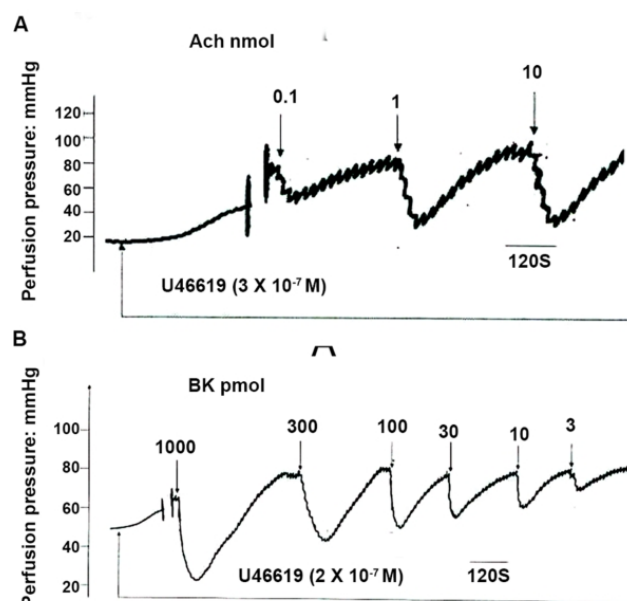 A
Ach nmol
0.1
1
10
Perfusion pressure: mmHg
120
100
80
60
40
20
120S
U46619 (3 X 10⁻⁷ M)
B
BK pmol
1000
300
100
30
10
3
Perfusion pressure: mmHg
100
80
60
40
20
U46619 (2 X 10⁻⁷ M)
120S